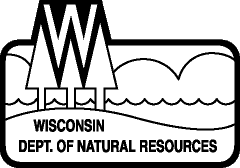 W
WISCONSIN
DEPT. OF NATURAL RESOURCES